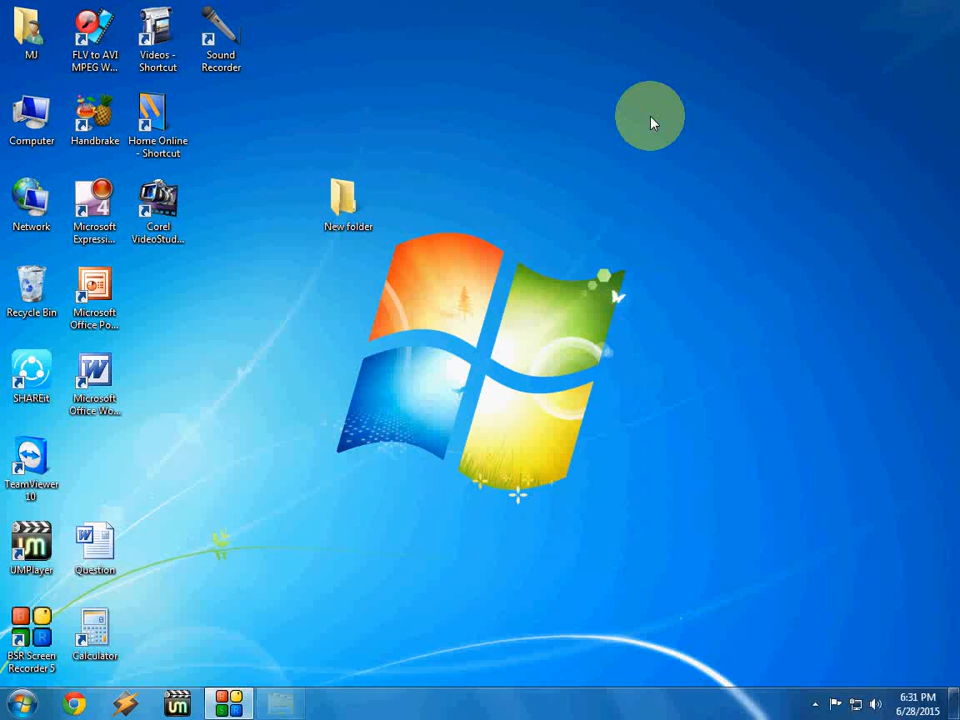 MJ
FLV to AVI
MPEG W...
Videos -
Shortcut
Sound
Recorder
Computer
Handbrake
Home Online
- Shortcut
Network
Microsoft
Expressi...
Corel
VideoStud...
New folder
Recycle Bin
Microsoft
Office Po...
SHAREit
Microsoft
Office Wo...
TeamViewer
10
UMPlayer
Question
BSR Screen
Recorder 5
Calculator
6:31 PM
6/28/2015